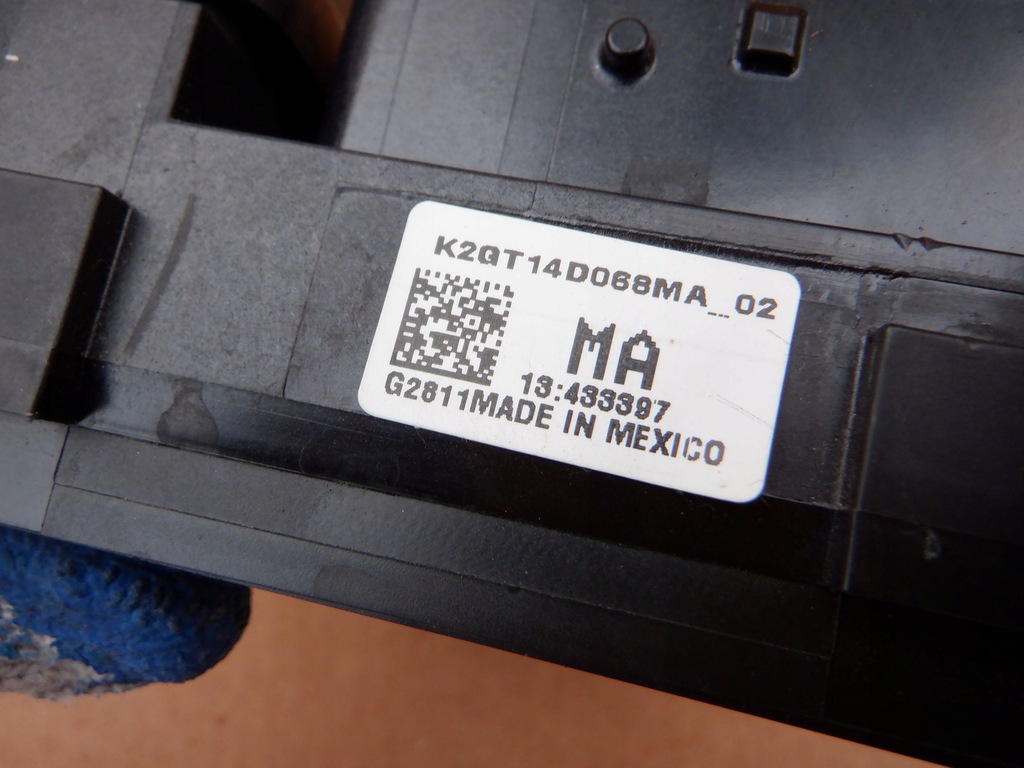 K2GT14D068MA_02
MA
13:433397
G2811MADE IN MEXICO